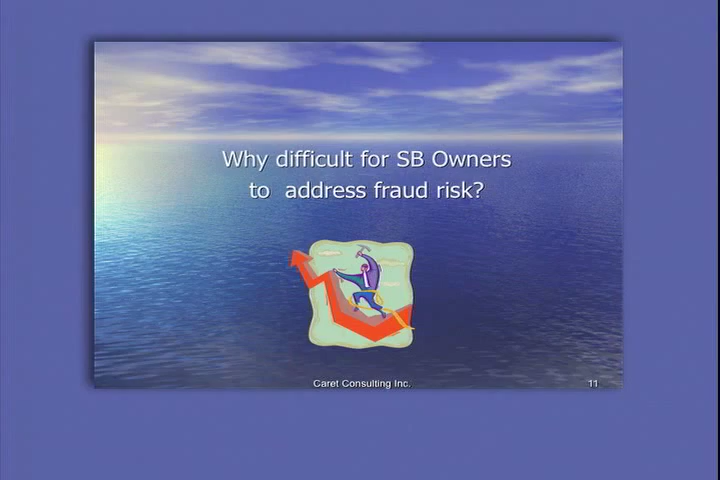 Why difficult for SB Owners
to address fraud risk?
Caret Consulting Inc.
11